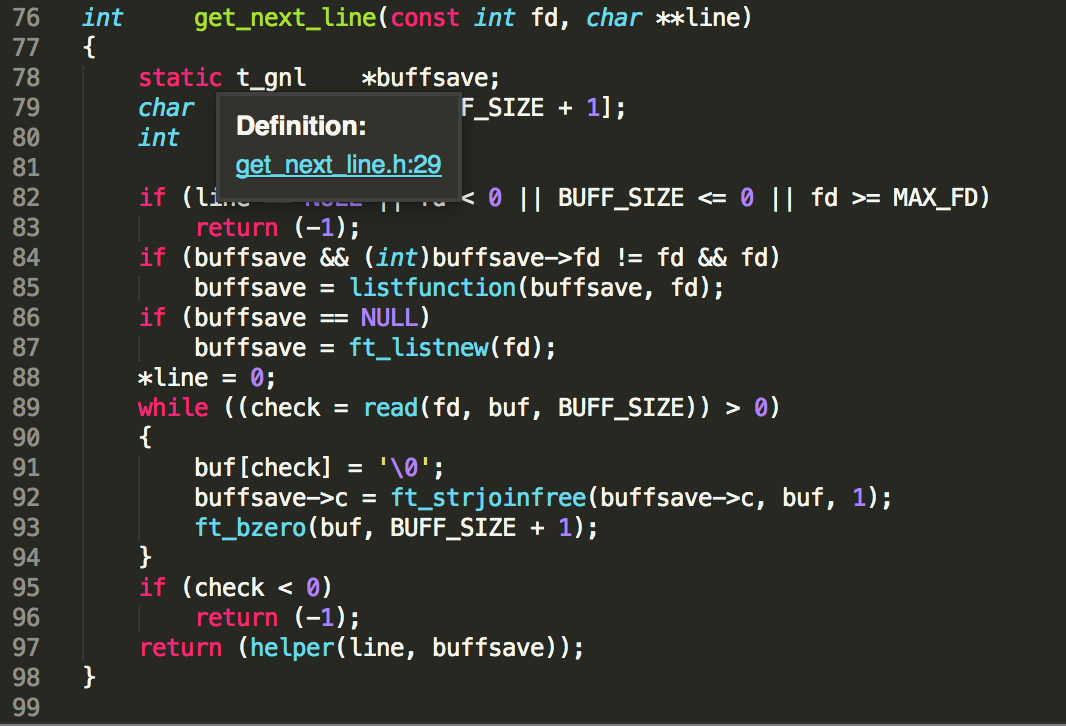 76 int get_next_line(const int fd, char **line)
77 {
78 static t_gnl *buffsave;
79 char F_SIZE + 1];
80 int
81
82 if (line == NULL || fd < 0 || BUFF_SIZE <= 0 || fd >= MAX_FD)
83 return (-1);
84 if (buffsave && (int)buffsave->fd != fd && fd)
85 buffsave = listfunction(buffsave, fd);
86 if (buffsave == NULL)
87 buffsave = ft_listnew(fd);
88 *line = 0;
89 while ((check = read(fd, buf, BUFF_SIZE)) > 0)
90 {
91 buf[check] = '\0';
92 buffsave->c = ft_strjoinfree(buffsave->c, buf, 1);
93 ft_bzero(buf, BUFF_SIZE + 1);
94 }
95 if (check < 0)
96 return (-1);
97 return (helper(line, buffsave));
98 }
99
Definition:
get_next_line.h:29